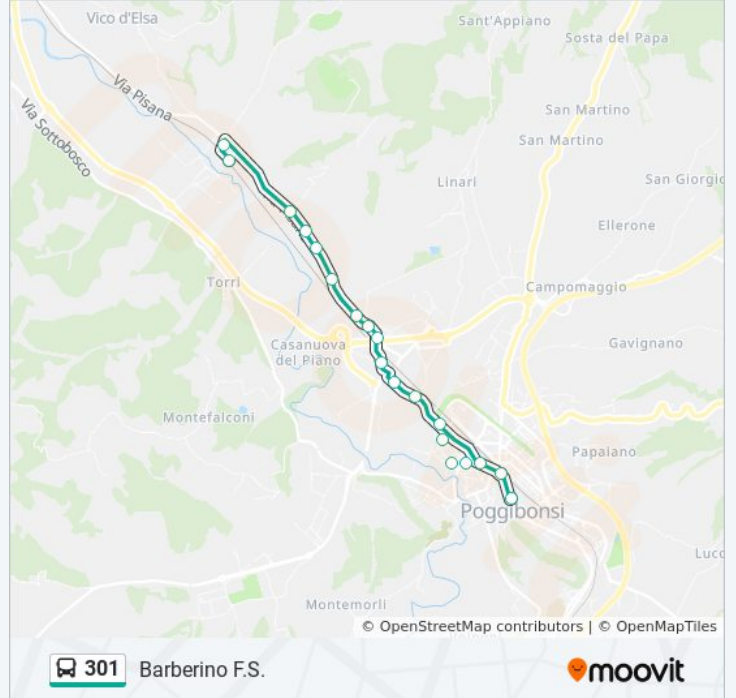 Vico d'Elsa
Sant'Appiano
Sosta del Papa
Via Pisana
Via Sottobosco
San Martino
San Martino
Linari
San Giorgio
Ellerone
Torri
Campomaggio
Casanuova
del Piano
Gavignano
Montefalconi
Papaiano
Poggibonsi
Lucc
Montemorli
© OpenStreetMap contributors | © OpenMapTiles
301 Barberino F.S.
moovit